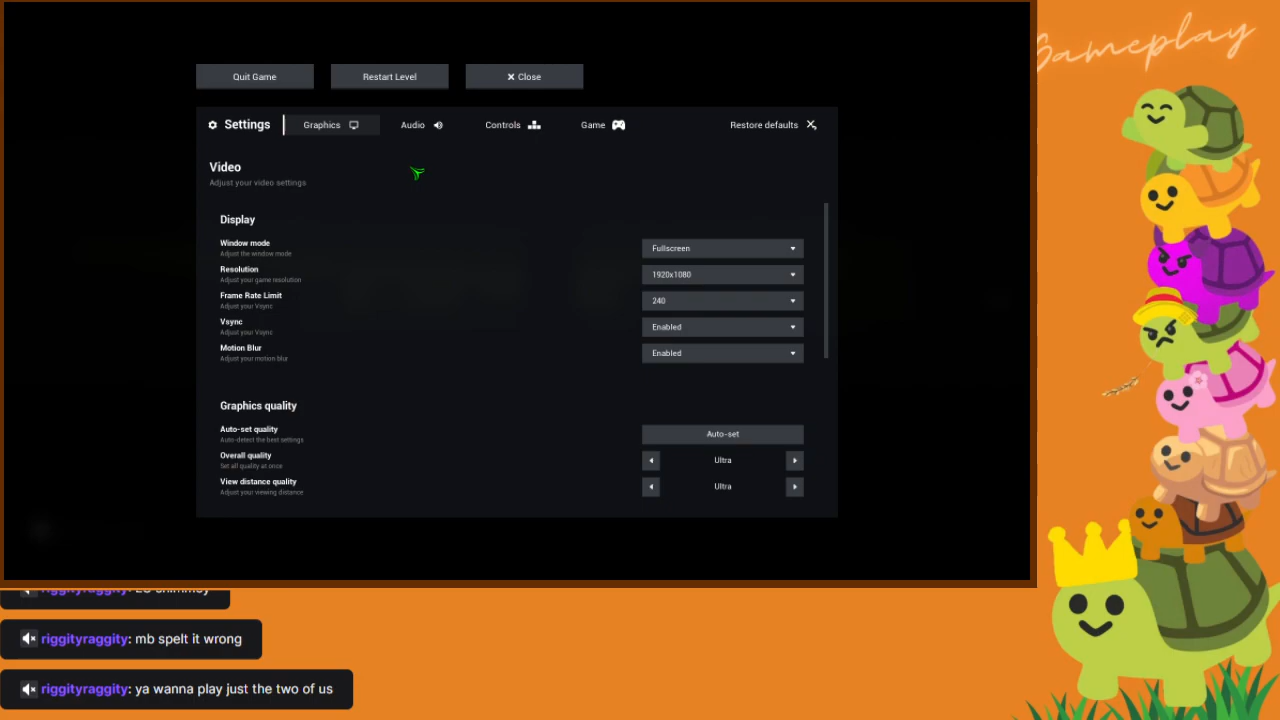 Gameplay
Quit Game
Restart Level
Close
Settings
Graphics
Audio
Controls
Game
Restore defaults
Video
Adjust your video settings
Display
Window mode
Adjust the window mode
Fullscreen
Resolution
Adjust your game resolution
1920x1080
Frame Rate Limit
Adjust your Vsync
240
Vsync
Adjust your Vsync
Enabled
Motion Blur
Adjust your motion blur
Enabled
Graphics quality
Auto-set quality
Auto-detect the best settings
Auto-set
Overall quality
Set all quality at once
Ultra
View distance quality
Adjust your viewing distance
Ultra
riggityraggity:
riggityraggity: mb spelt it wrong
riggityraggity: ya wanna play just the two of us